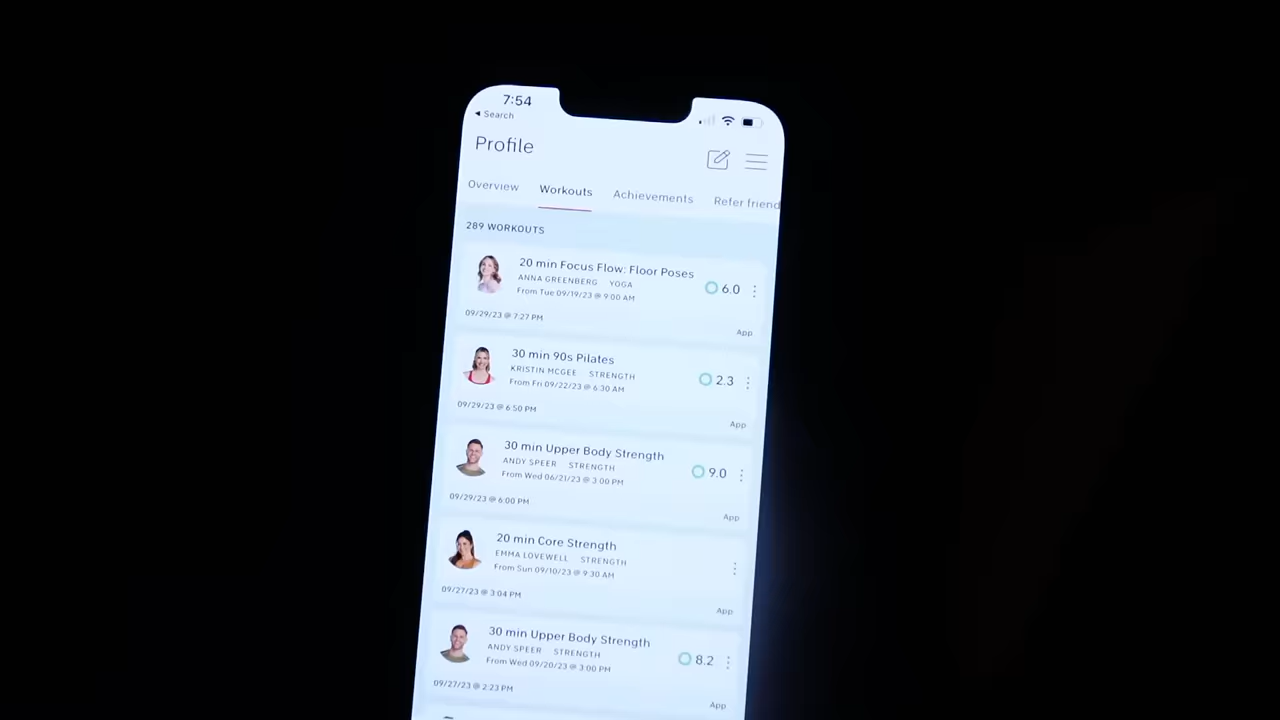 7:54
◄ Search
Profile
Overview Workouts Achievements Refer friend
289 WORKOUTS
20 min Focus Flow: Floor Poses
ANNA GREENBERG YOGA
From Tue 09/19/23 @ 9:00 AM
6.0
09/29/23 @ 7:27 PM
App
30 min 90s Pilates
KRISTIN MCGEE STRENGTH
From Fri 09/22/23 @ 6:30 AM
2.3
09/29/23 @ 6:50 PM
App
30 min Upper Body Strength
ANDY SPEER STRENGTH
From Wed 06/21/23 @ 3:00 PM
9.0
09/29/23 @ 6:00 PM
App
20 min Core Strength
EMMA LOVEWELL STRENGTH
From Sun 09/10/23 @ 9:30 AM
09/27/23 @ 3:04 PM
App
30 min Upper Body Strength
ANDY SPEER STRENGTH
From Wed 09/20/23 @ 3:00 PM
8.2
09/27/23 @ 2:23 PM
App